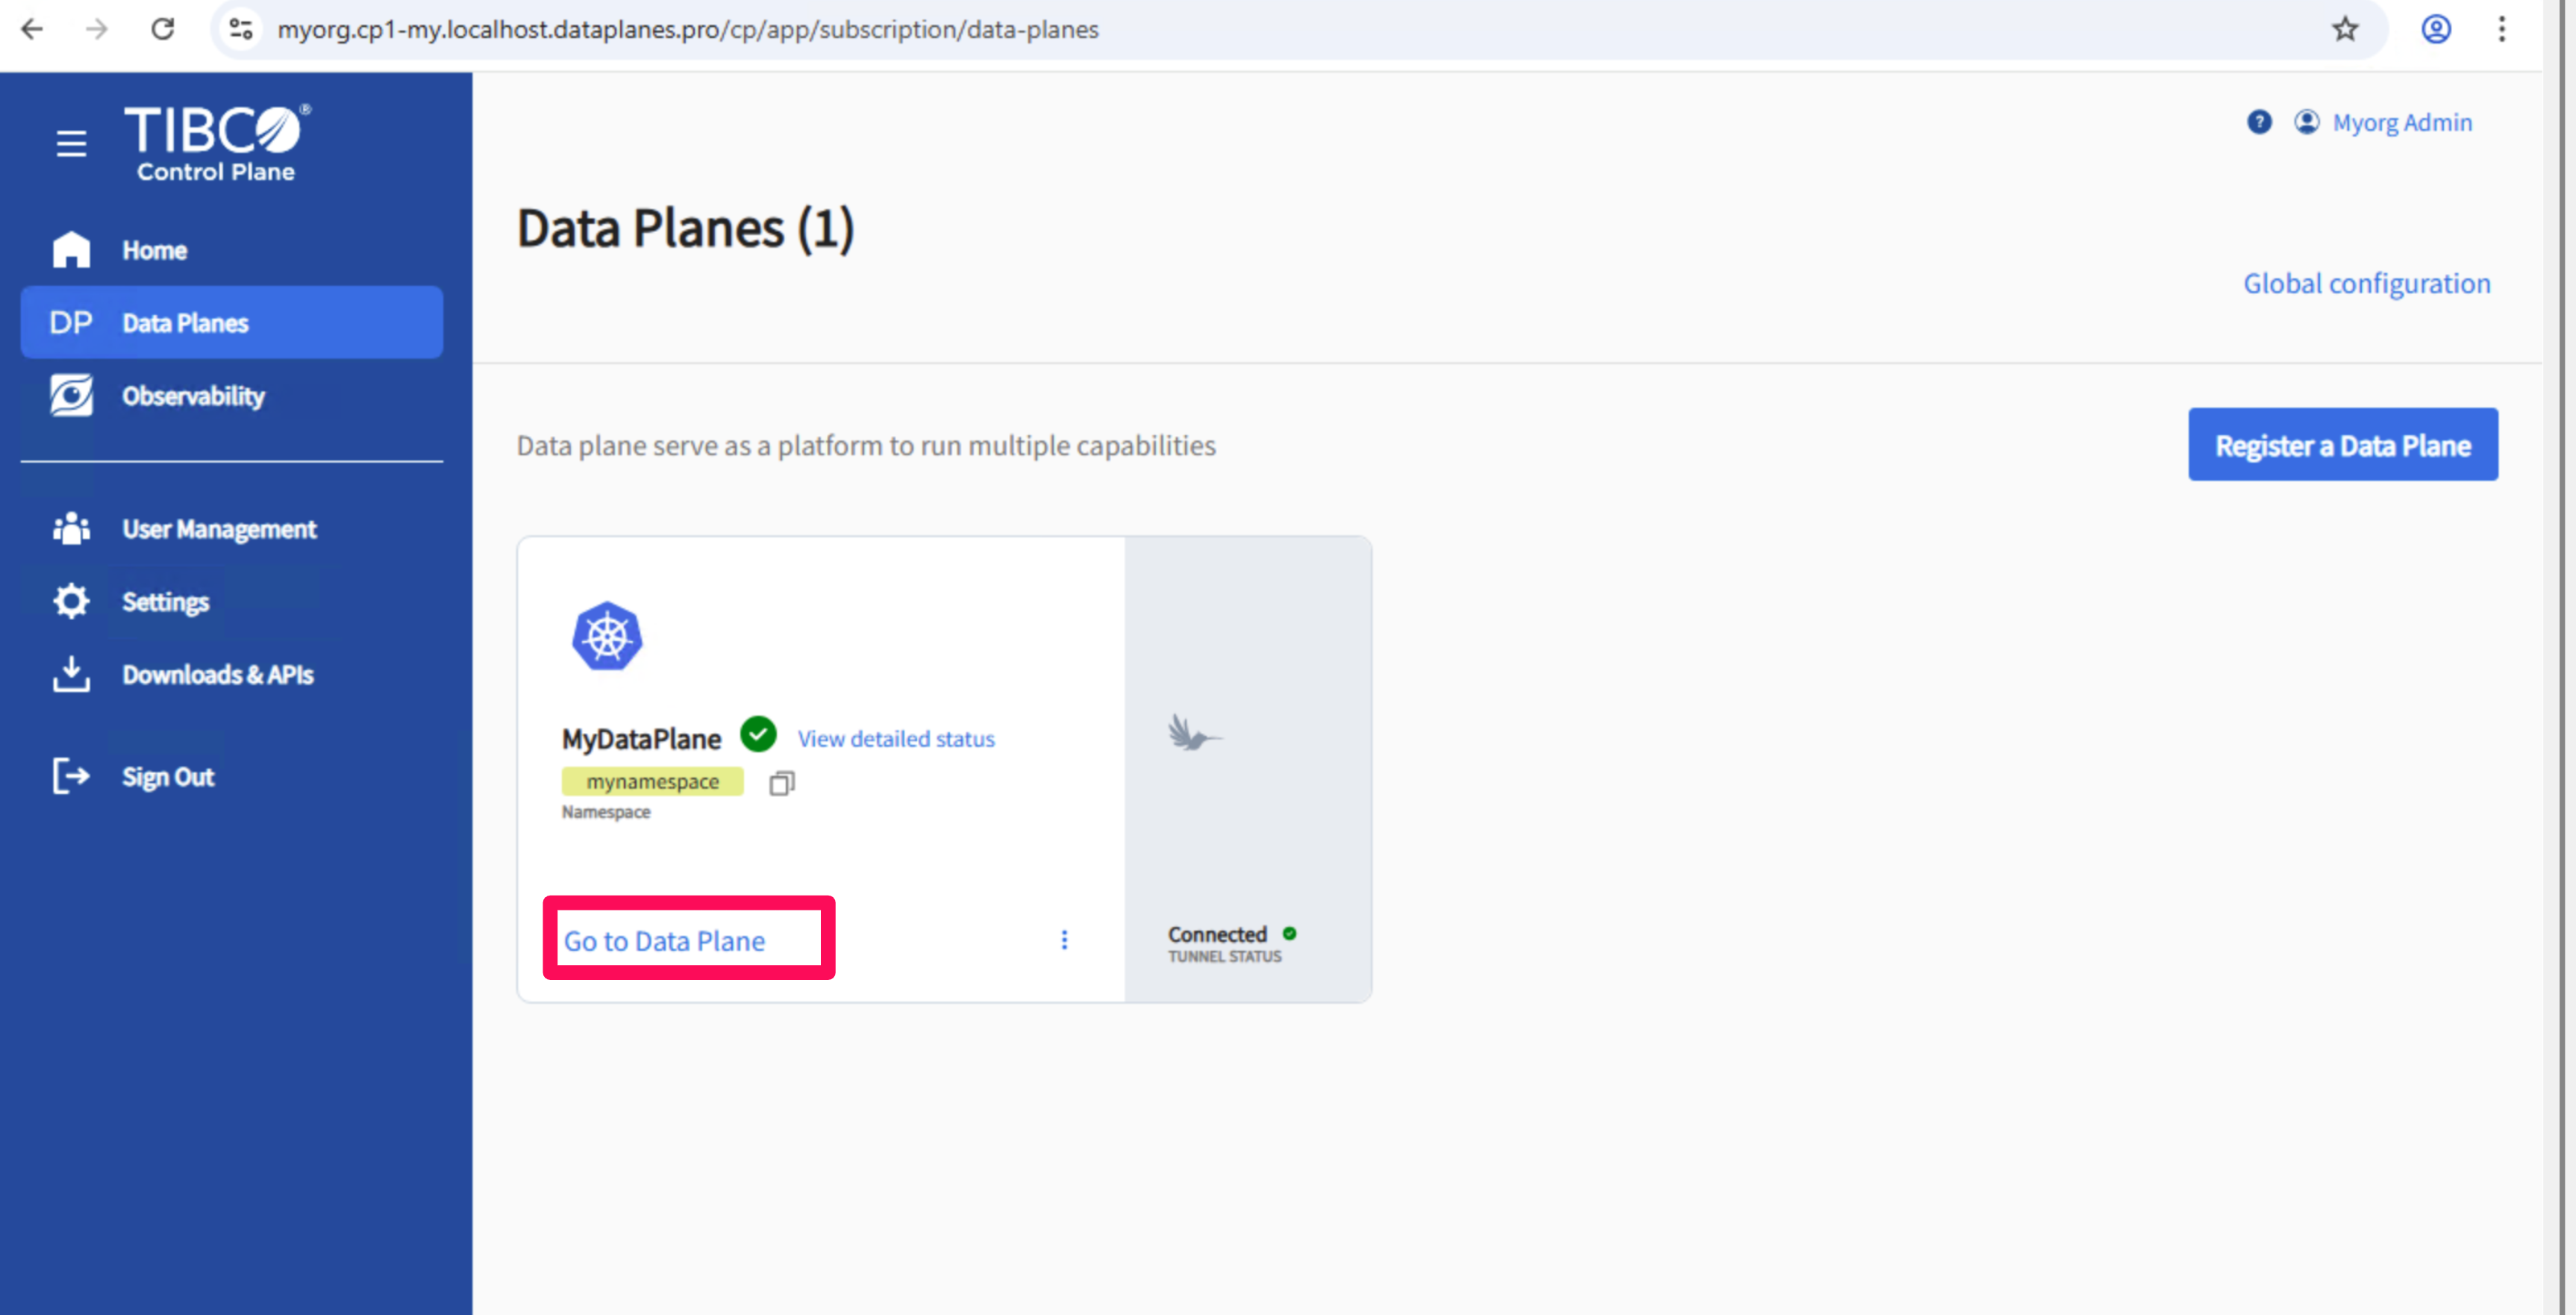 myorg.cp1-my.localhost.dataplanes.pro/cp/app/subscription/data-planes
TIBCO®
Control Plane
Home
DP Data Planes
Observability
User Management
Settings
Downloads & APIs
Sign Out
? Myorg Admin
Data Planes (1)
Global configuration
Data plane serve as a platform to run multiple capabilities
Register a Data Plane
MyDataPlane View detailed status
mynamespace
Namespace
Go to Data Plane
Connected
TUNNEL STATUS